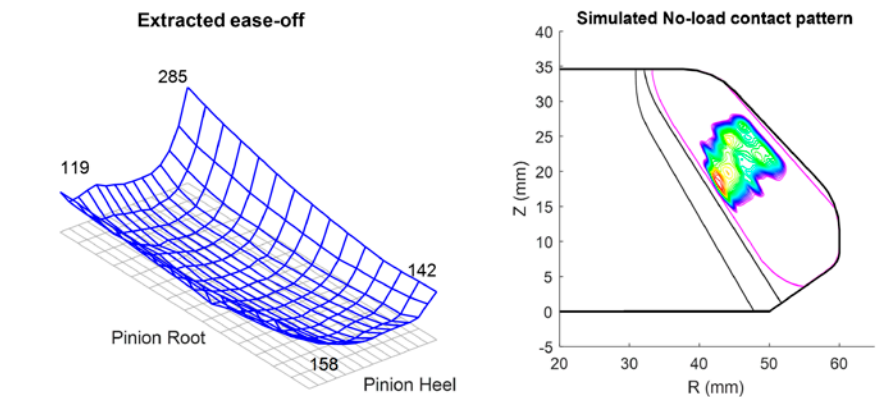 Extracted ease-off
285
119
142
Pinion Root
158
Pinion Heel
Simulated No-load contact pattern
40
35
30
25
20
15
10
5
0
-5
Z (mm)
20 30 40 50 60
R (mm)